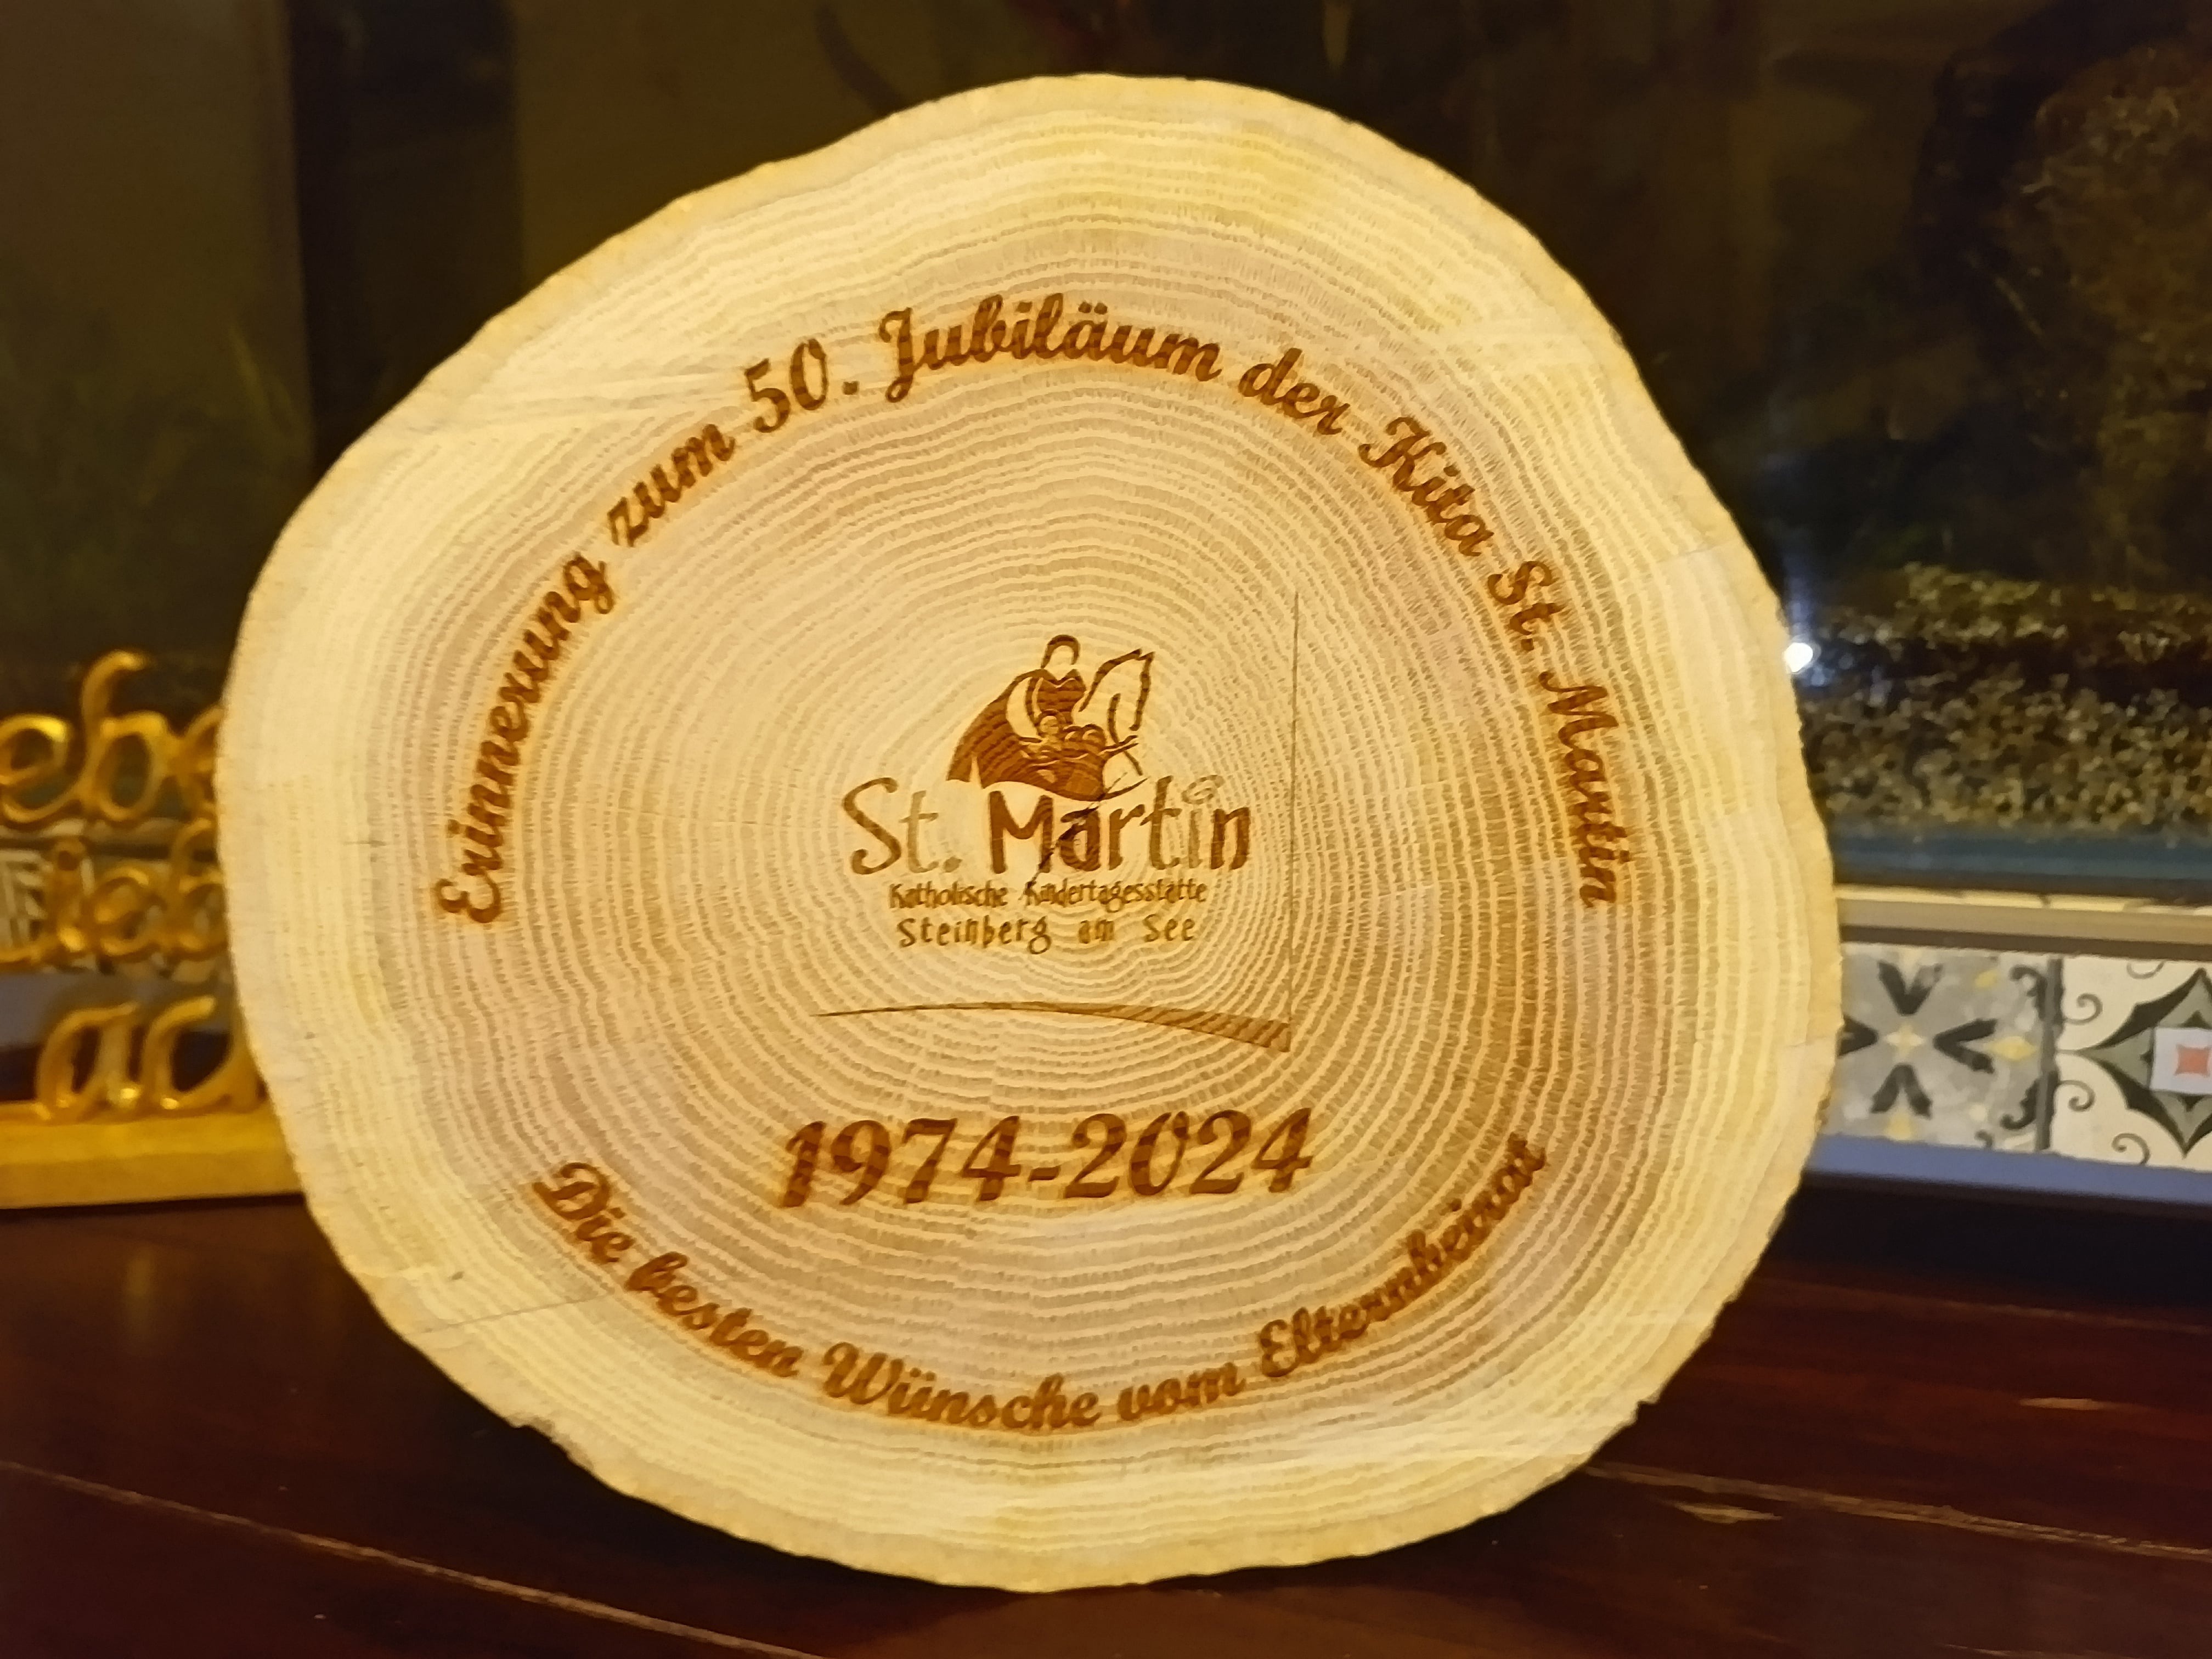 Erinnerung zum 50. Jubiläum der Kita St. Martin
St. Martin
Katholische Kindertagesstätte
Steinberg am See
1974-2024
Die besten Wünsche vom Elternbeirat